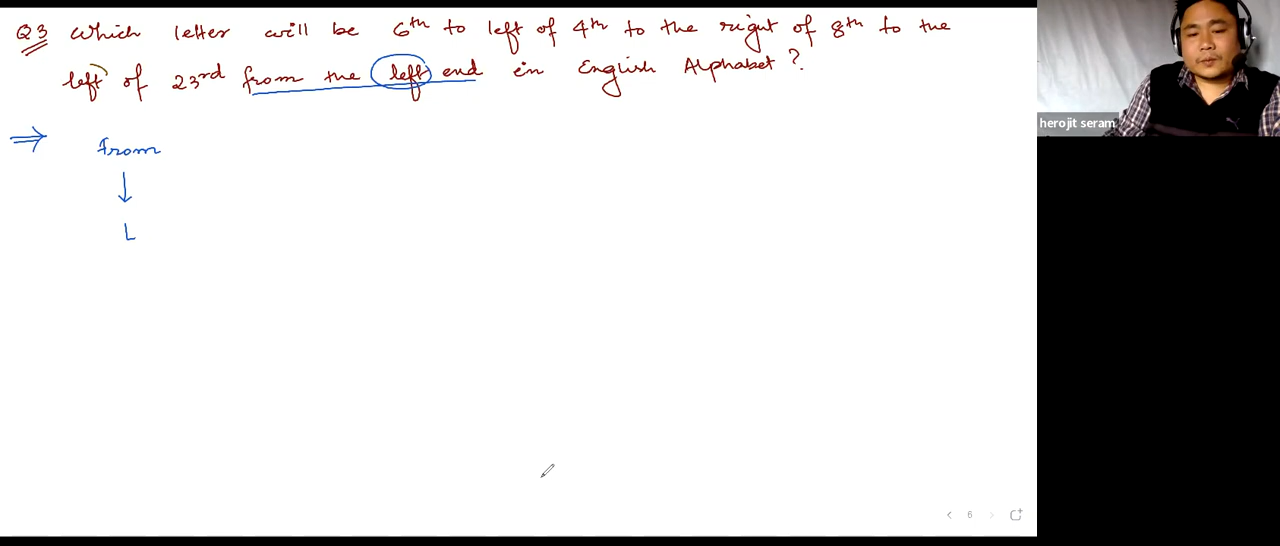 Q3 Which letter will be 6th to left of 4th to the right of 8th to the
left of 23rd from the left end in English Alphabet?
herojit seram
⇒ from
↓
L
6